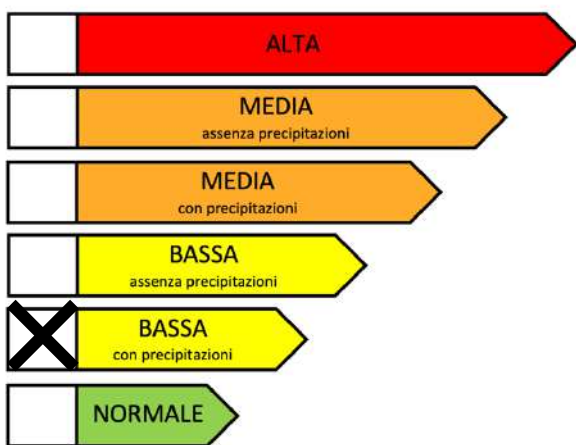 ALTA
MEDIA
assenza precipitazioni
MEDIA
con precipitazioni
BASSA
assenza precipitazioni
BASSA
con precipitazioni
NORMALE